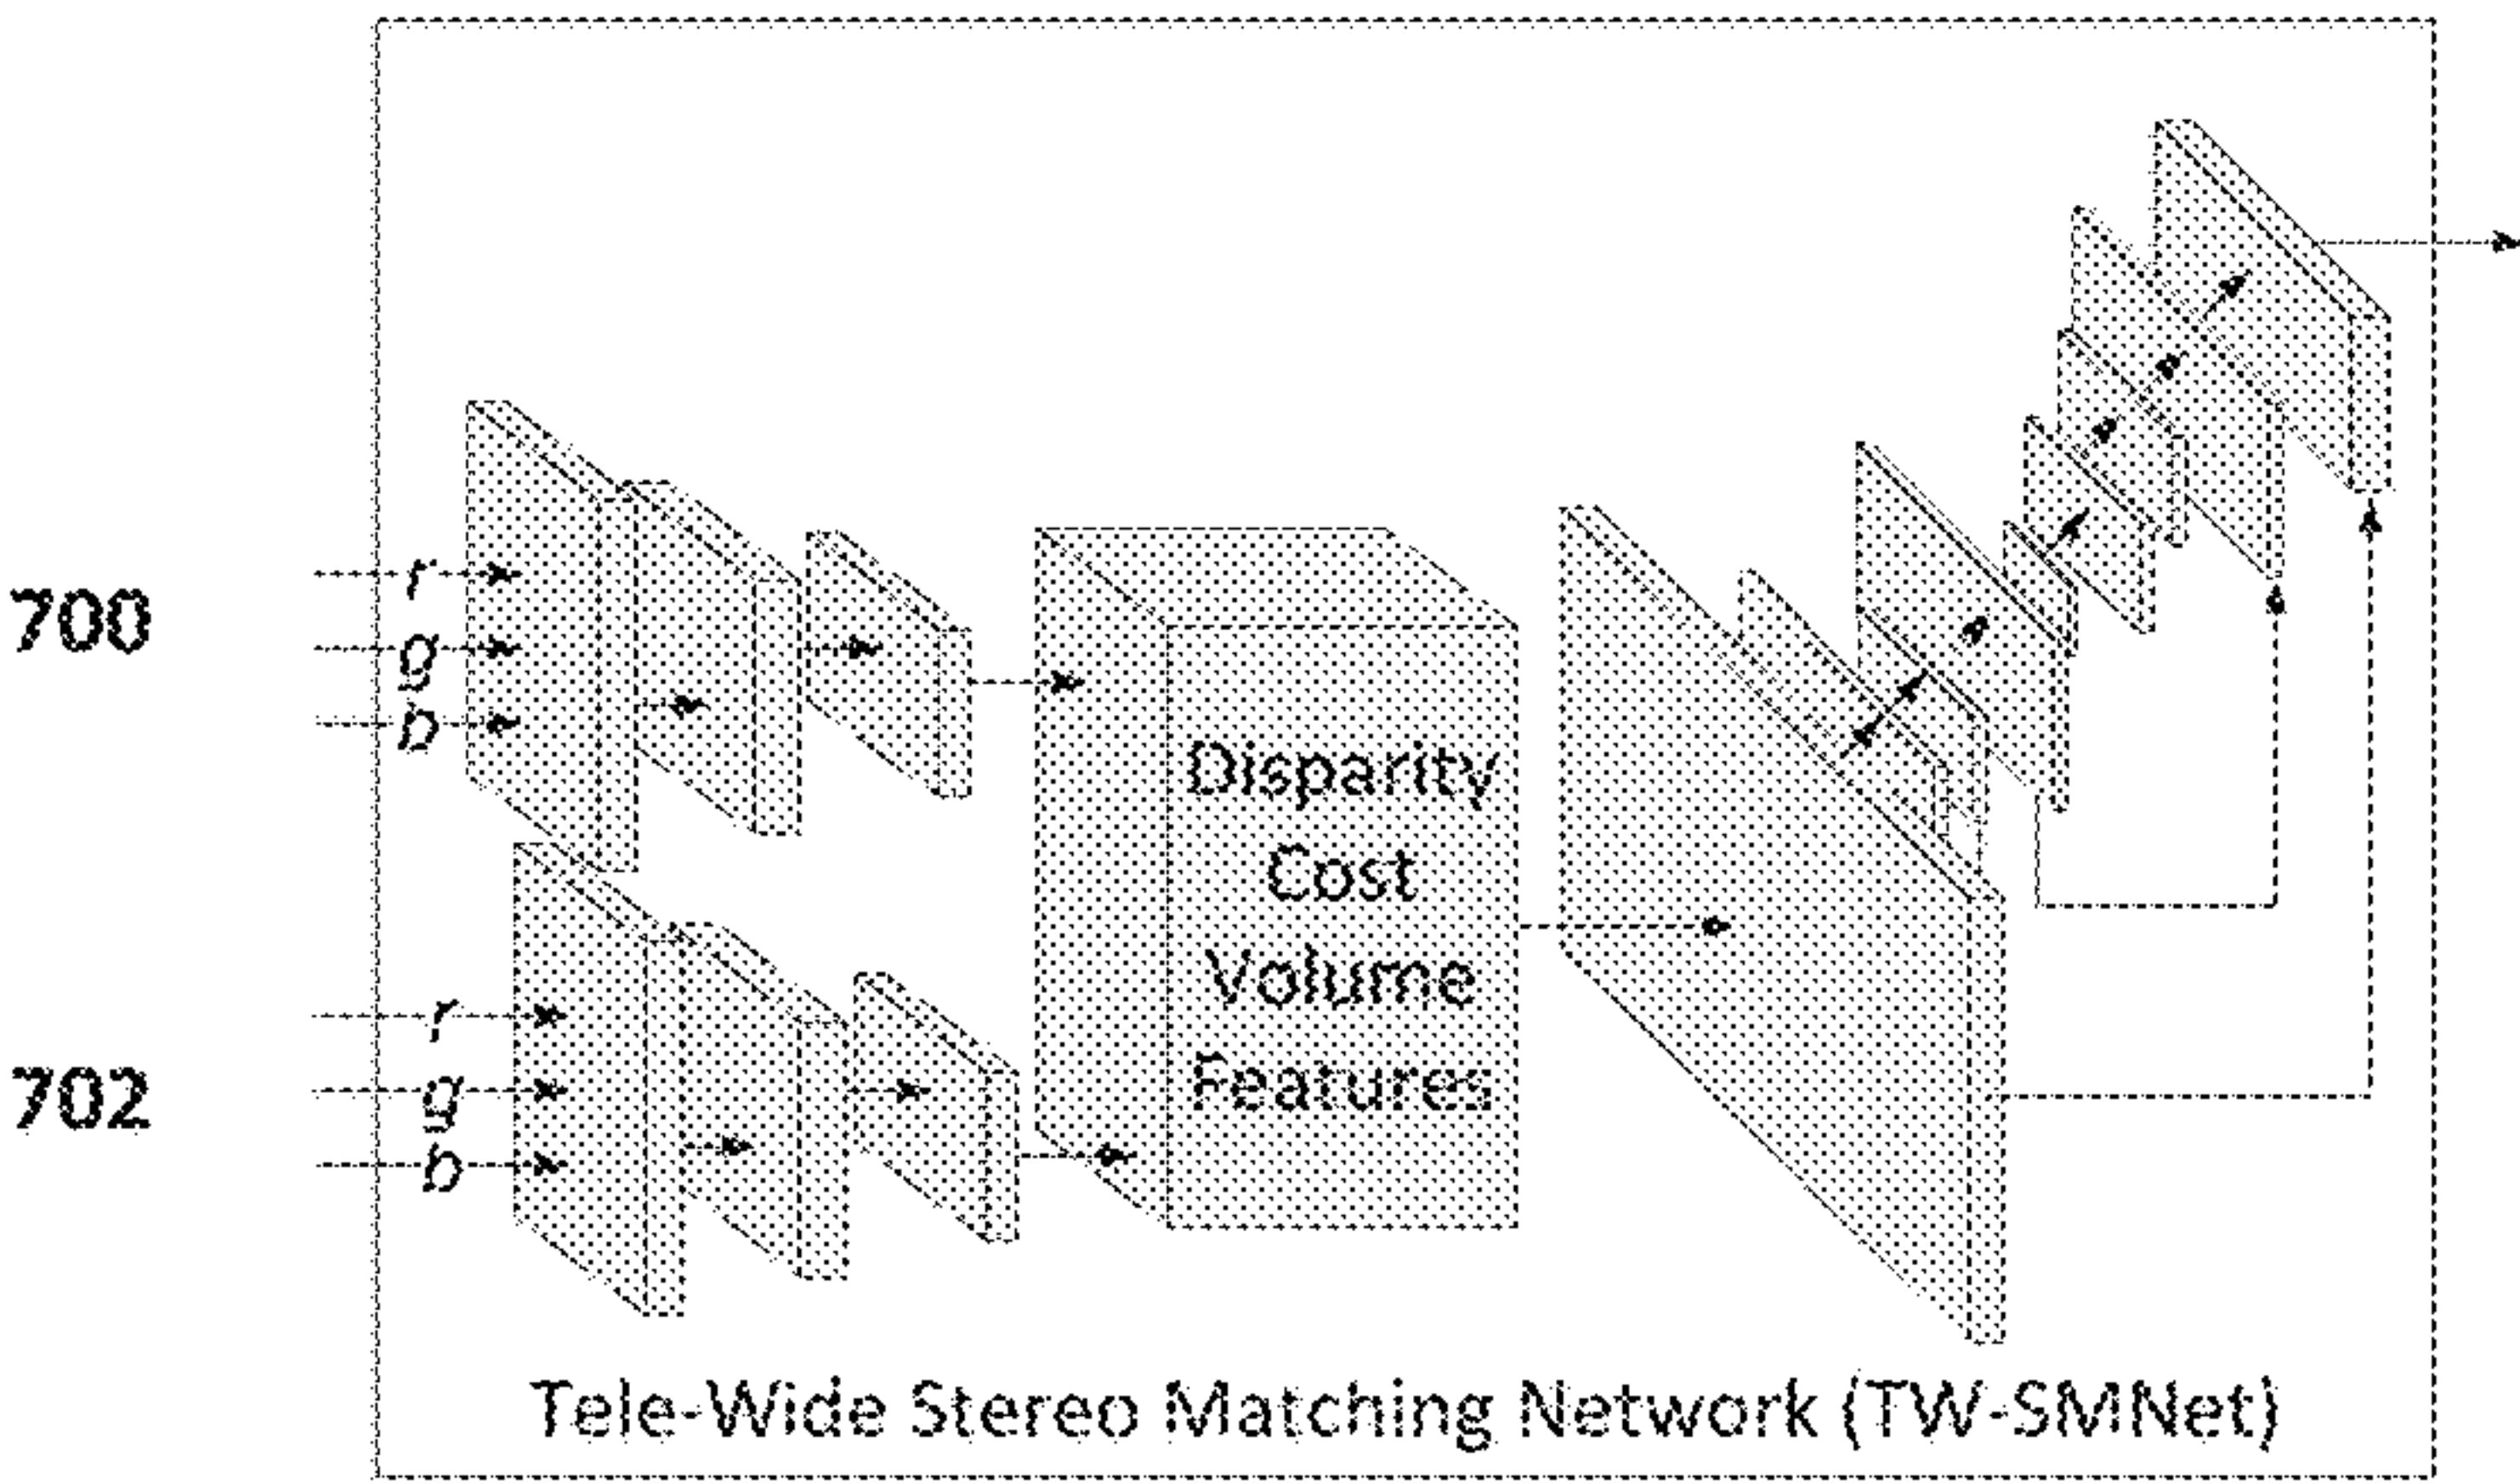 700
r
g
b
Disparity
Cost
Volume
Features
702
r
g
b
Tele-Wide Stereo Matching Network (TW-SMNet)